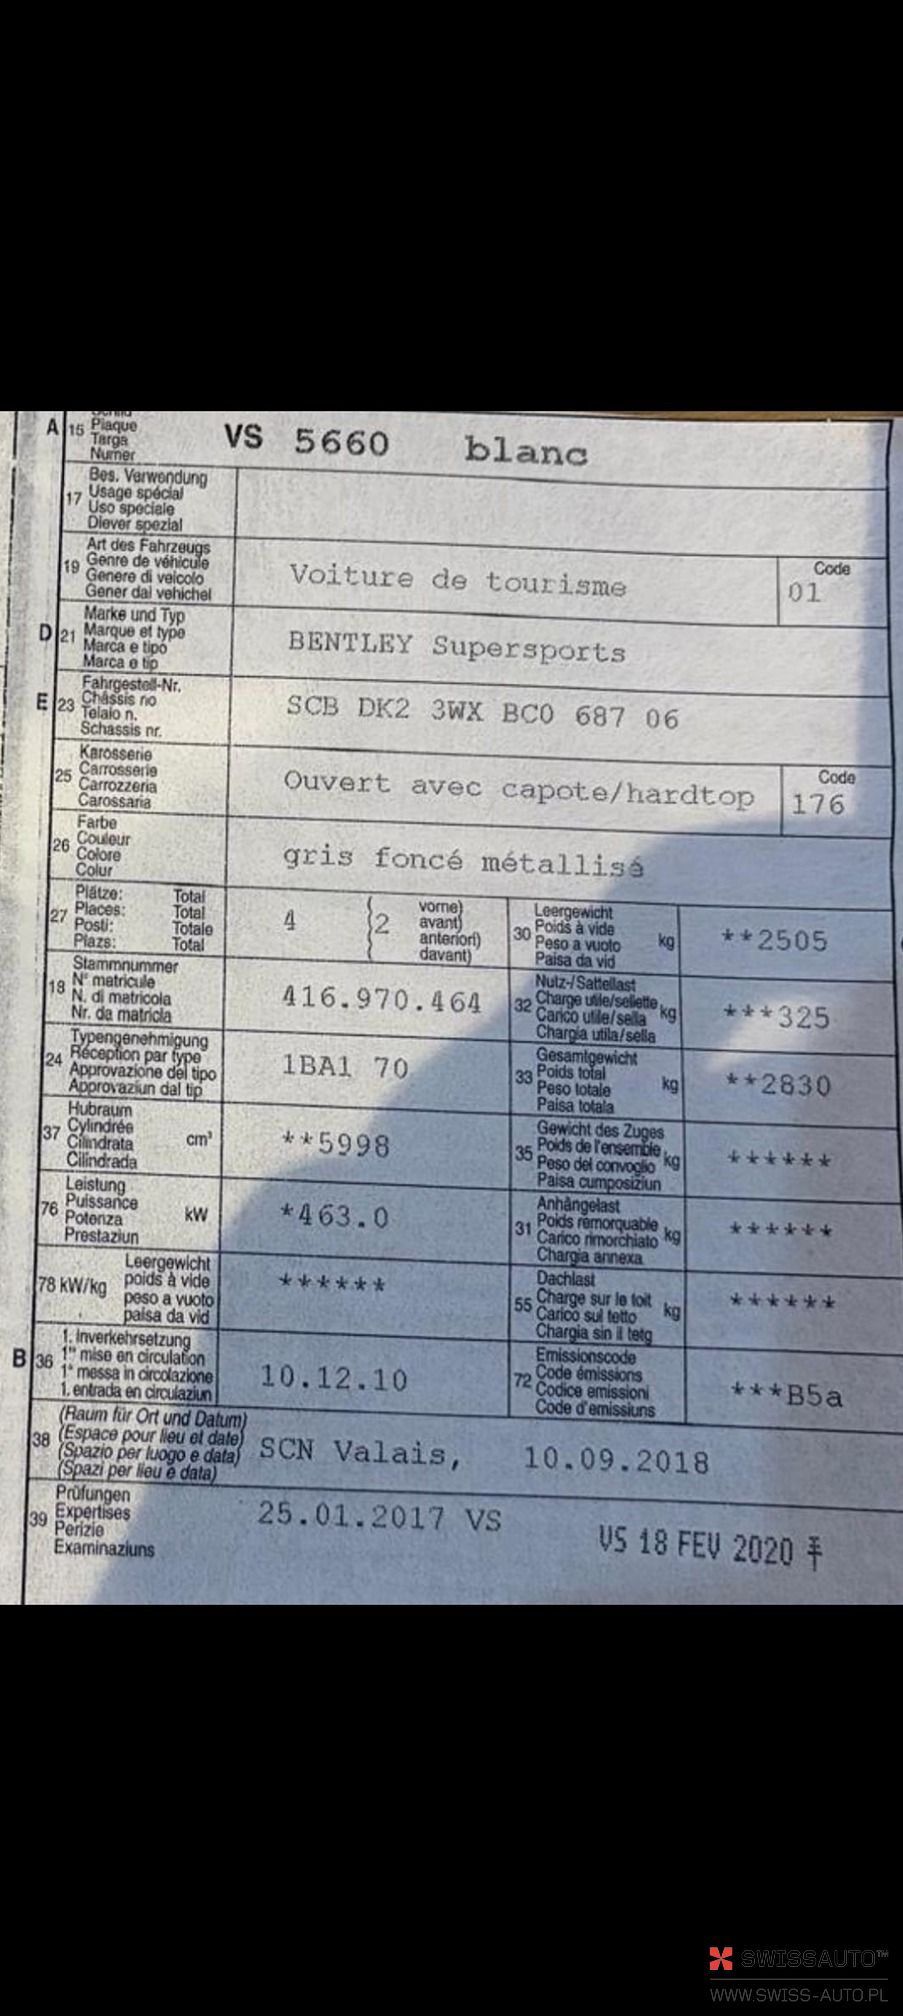 A 15 Plaque
Targa
Numer
VS 5660 blanc
17 Bes. Verwendung
Usage spécial
Uso speciale
Diever spezial
19 Art des Fahrzeugs
Genre de véhicule
Genere di veicolo
Gener dal vehichel
Voiture de tourisme
Code
01
D 21 Marke und Typ
Marque et type
Marca e tipo
Marca e tip
BENTLEY Supersports
E 23 Fahrgestell-Nr.
Châssis no
Telaio n.
Schassis nr.
SCB DK2 3WX BC0 687 06
25 Karosserie
Carrosserie
Carrozzeria
Carossaria
Ouvert avec capote/hardtop
Code
176
26 Farbe
Couleur
Colore
Colur
gris foncé métallisé
27 Plätze: Total
Places: Total
Posti: Totale
Plazs: Total
4 2
vorne)
avant)
anteriori)
davant)
30 Leergewicht
Poids à vide
Peso a vuoto kg
Paisa da vid
**2505
18 Stammnummer
N° matricule
N. di matricola
Nr. da matricla
416.970.464
32 Nutz-/Sattellast
Charge utile/sellette
Carico utile/sella kg
Chargia utila/sella
***325
24 Typengenehmigung
Réception par type
Approvazione del tipo
Approvaziun dal tip
1BA1 70
33 Gesamtgewicht
Poids total
Peso totale kg
Paisa totala
**2830
37 Hubraum
Cylindrée
Cilindrata cm³
Cilindrada
**5998
35 Gewicht des Zuges
Poids de l'ensemble
Peso del convoglio kg
Paisa cumposiziun
******
76 Leistung
Puissance
Potenza kW
Prestaziun
*463.0
31 Anhängelast
Poids remorquable
Carico rimorchiato kg
Chargia annexa
******
78 kW/kg Leergewicht
poids à vide
peso a vuoto
paisa da vid
******
55 Dachlast
Charge sur le toit
Carico sul tetto kg
Chargia sin il tetg
******
B 36 1. Inverkehrsetzung
1re mise en circulation
1a messa in circolazione
1. entrada en circulaziun
10.12.10
72 Emissionscode
Code émissions
Codice emissioni
Code d'emissiuns
***B5a
38 (Raum für Ort und Datum)
(Espace pour lieu et date)
(Spazio per luogo e data)
(Spazi per lieu e data)
SCN Valais, 10.09.2018
39 Prüfungen
Expertises
Perizie
Examinaziuns
25.01.2017 VS
VS 18 FEV 2020
SWISSAUTO™
WWW.SWISS-AUTO.PL